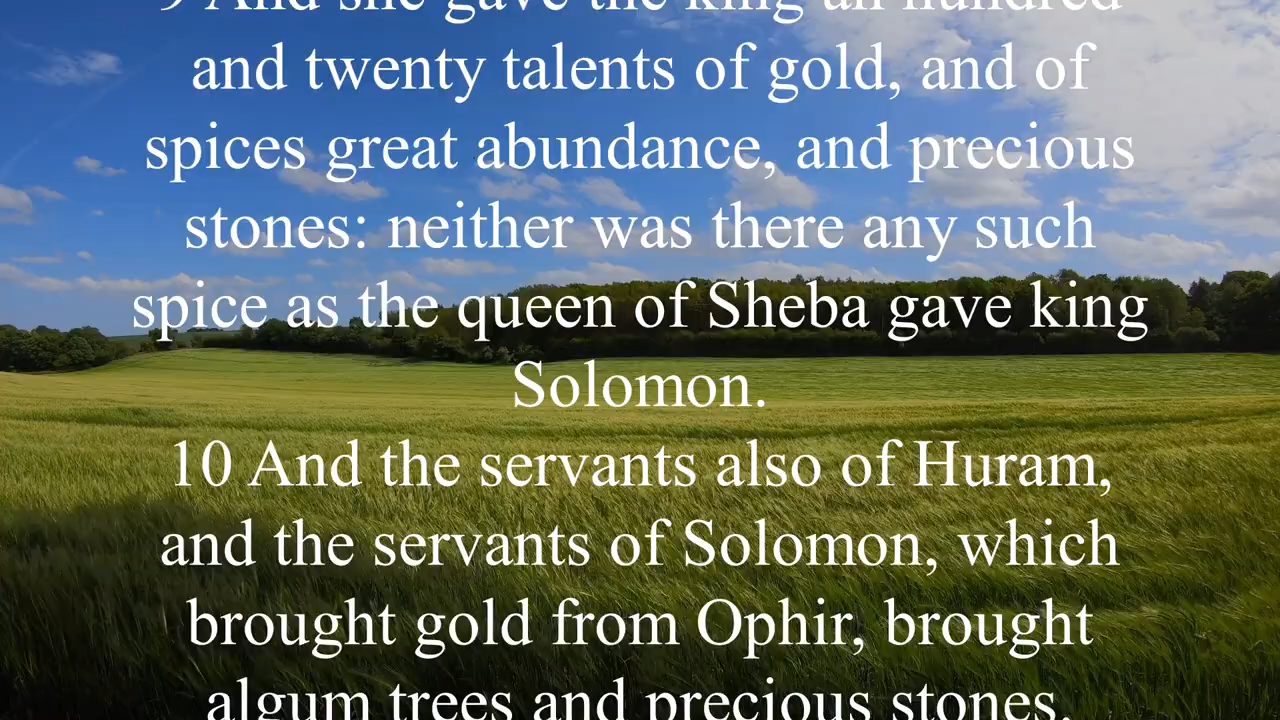 9 And she gave the king an hundred
and twenty talents of gold, and of
spices great abundance, and precious
stones: neither was there any such
spice as the queen of Sheba gave king
Solomon.
10 And the servants also of Huram,
and the servants of Solomon, which
brought gold from Ophir, brought
algum trees and precious stones.